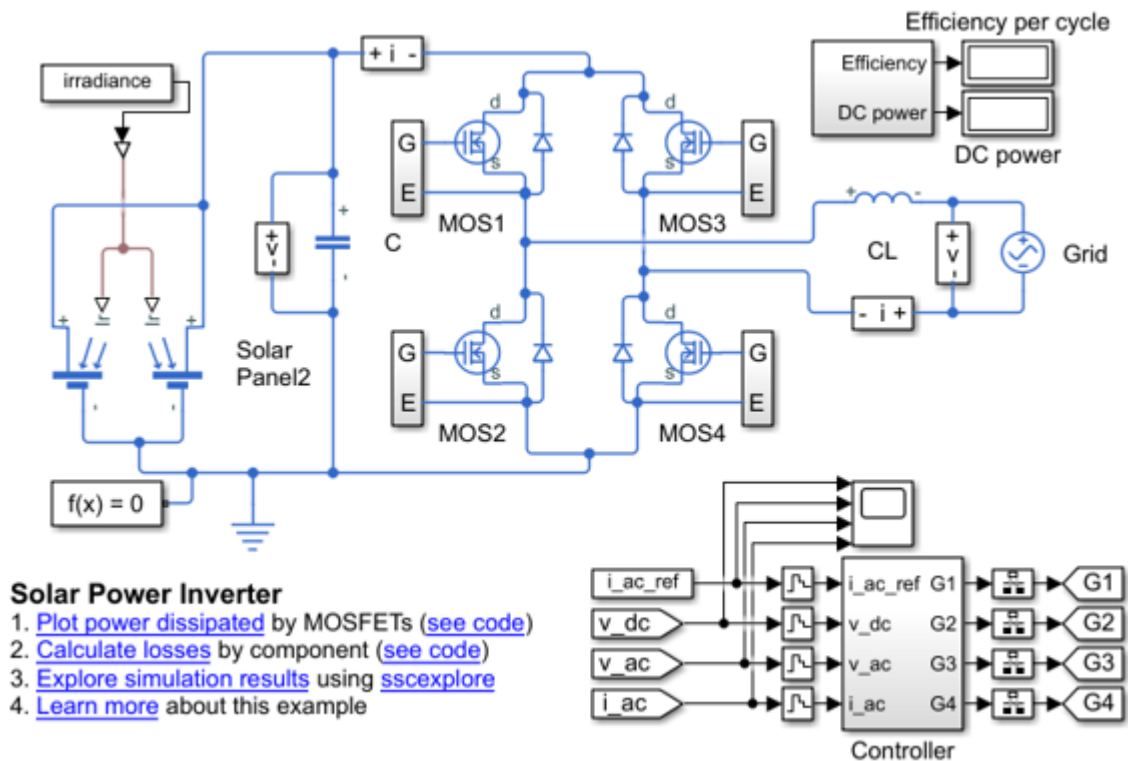 Efficiency per cycle
irradiance
+ i -
Efficiency
DC power
DC power
d
d
G
G
s
s
E
E
MOS1
MOS3
+
-
+
+ v -
C
-
CL
+ v -
Grid
- i +
Ir
Ir
+
+
-
-
Solar
Panel2
d
d
G
G
s
s
E
E
MOS2
MOS4
f(x) = 0
Solar Power Inverter
1. Plot power dissipated by MOSFETs (see code)
2. Calculate losses by component (see code)
3. Explore simulation results using sscexplore
4. Learn more about this example
i_ac_ref
i_ac_ref
G1
G1
v_dc
v_dc
G2
G2
v_ac
v_ac
G3
G3
i_ac
i_ac
G4
G4
Controller